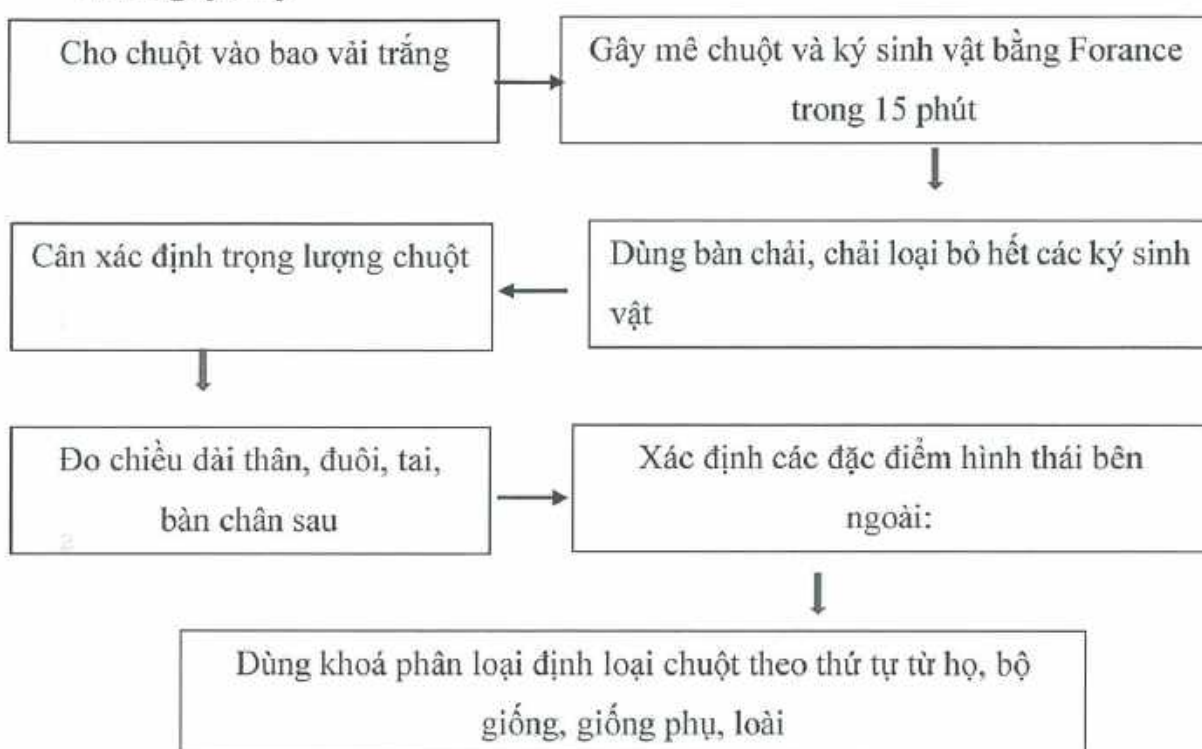 Cho chuột vào bao vải trắng
Gây mê chuột và ký sinh vật bằng Forance
trong 15 phút
Dùng bàn chải, chải loại bỏ hết các ký sinh
vật
Cân xác định trọng lượng chuột
Đo chiều dài thân, đuôi, tai,
bàn chân sau
Xác định các đặc điểm hình thái bên
ngoài:
Dùng khoá phân loại định loại chuột theo thứ tự từ họ, bộ
giống, giống phụ, loài